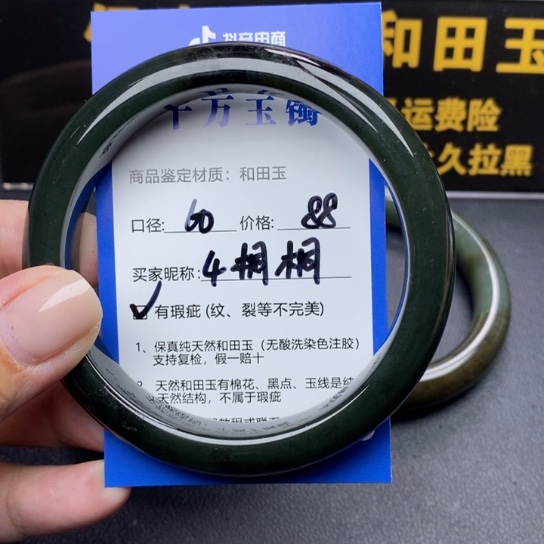 抖音电商
和田玉
千方玉镯
运费险
久拉黑
商品鉴定材质：和田玉
口径: 60 价格: 88
买家昵称: 4桐桐
✓ 有瑕疵 (纹、裂等不完美)
1、保真纯天然和田玉（无酸洗染色注胶）
支持复检，假一赔十
2、天然和田玉有棉花、黑点、玉线是纯
天然结构，不属于瑕疵